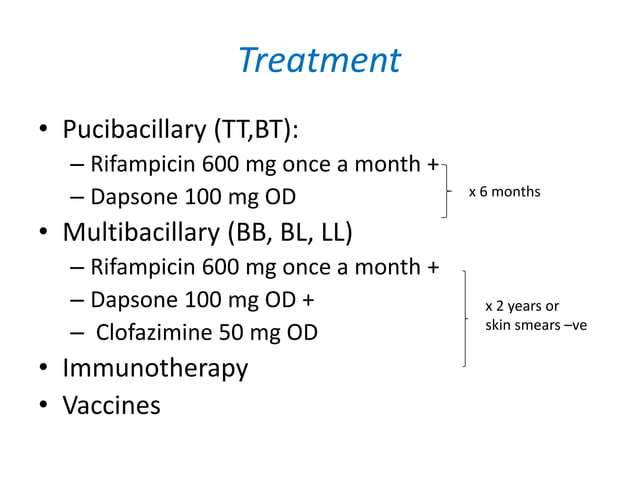 Treatment
• Pucibacillary (TT,BT):
– Rifampicin 600 mg once a month +
– Dapsone 100 mg OD
x 6 months
• Multibacillary (BB, BL, LL)
– Rifampicin 600 mg once a month +
– Dapsone 100 mg OD +
– Clofazimine 50 mg OD
x 2 years or
skin smears –ve
• Immunotherapy
• Vaccines